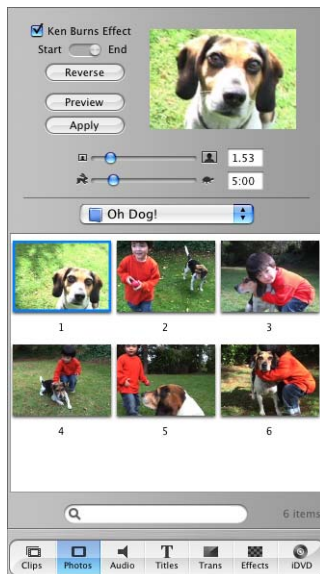 Ken Burns Effect
Start End
Reverse
Preview
Apply
1.53
5:00
Oh Dog!
1 2 3
4 5 6
6 items
Clips Photos Audio Titles Trans Effects iDVD